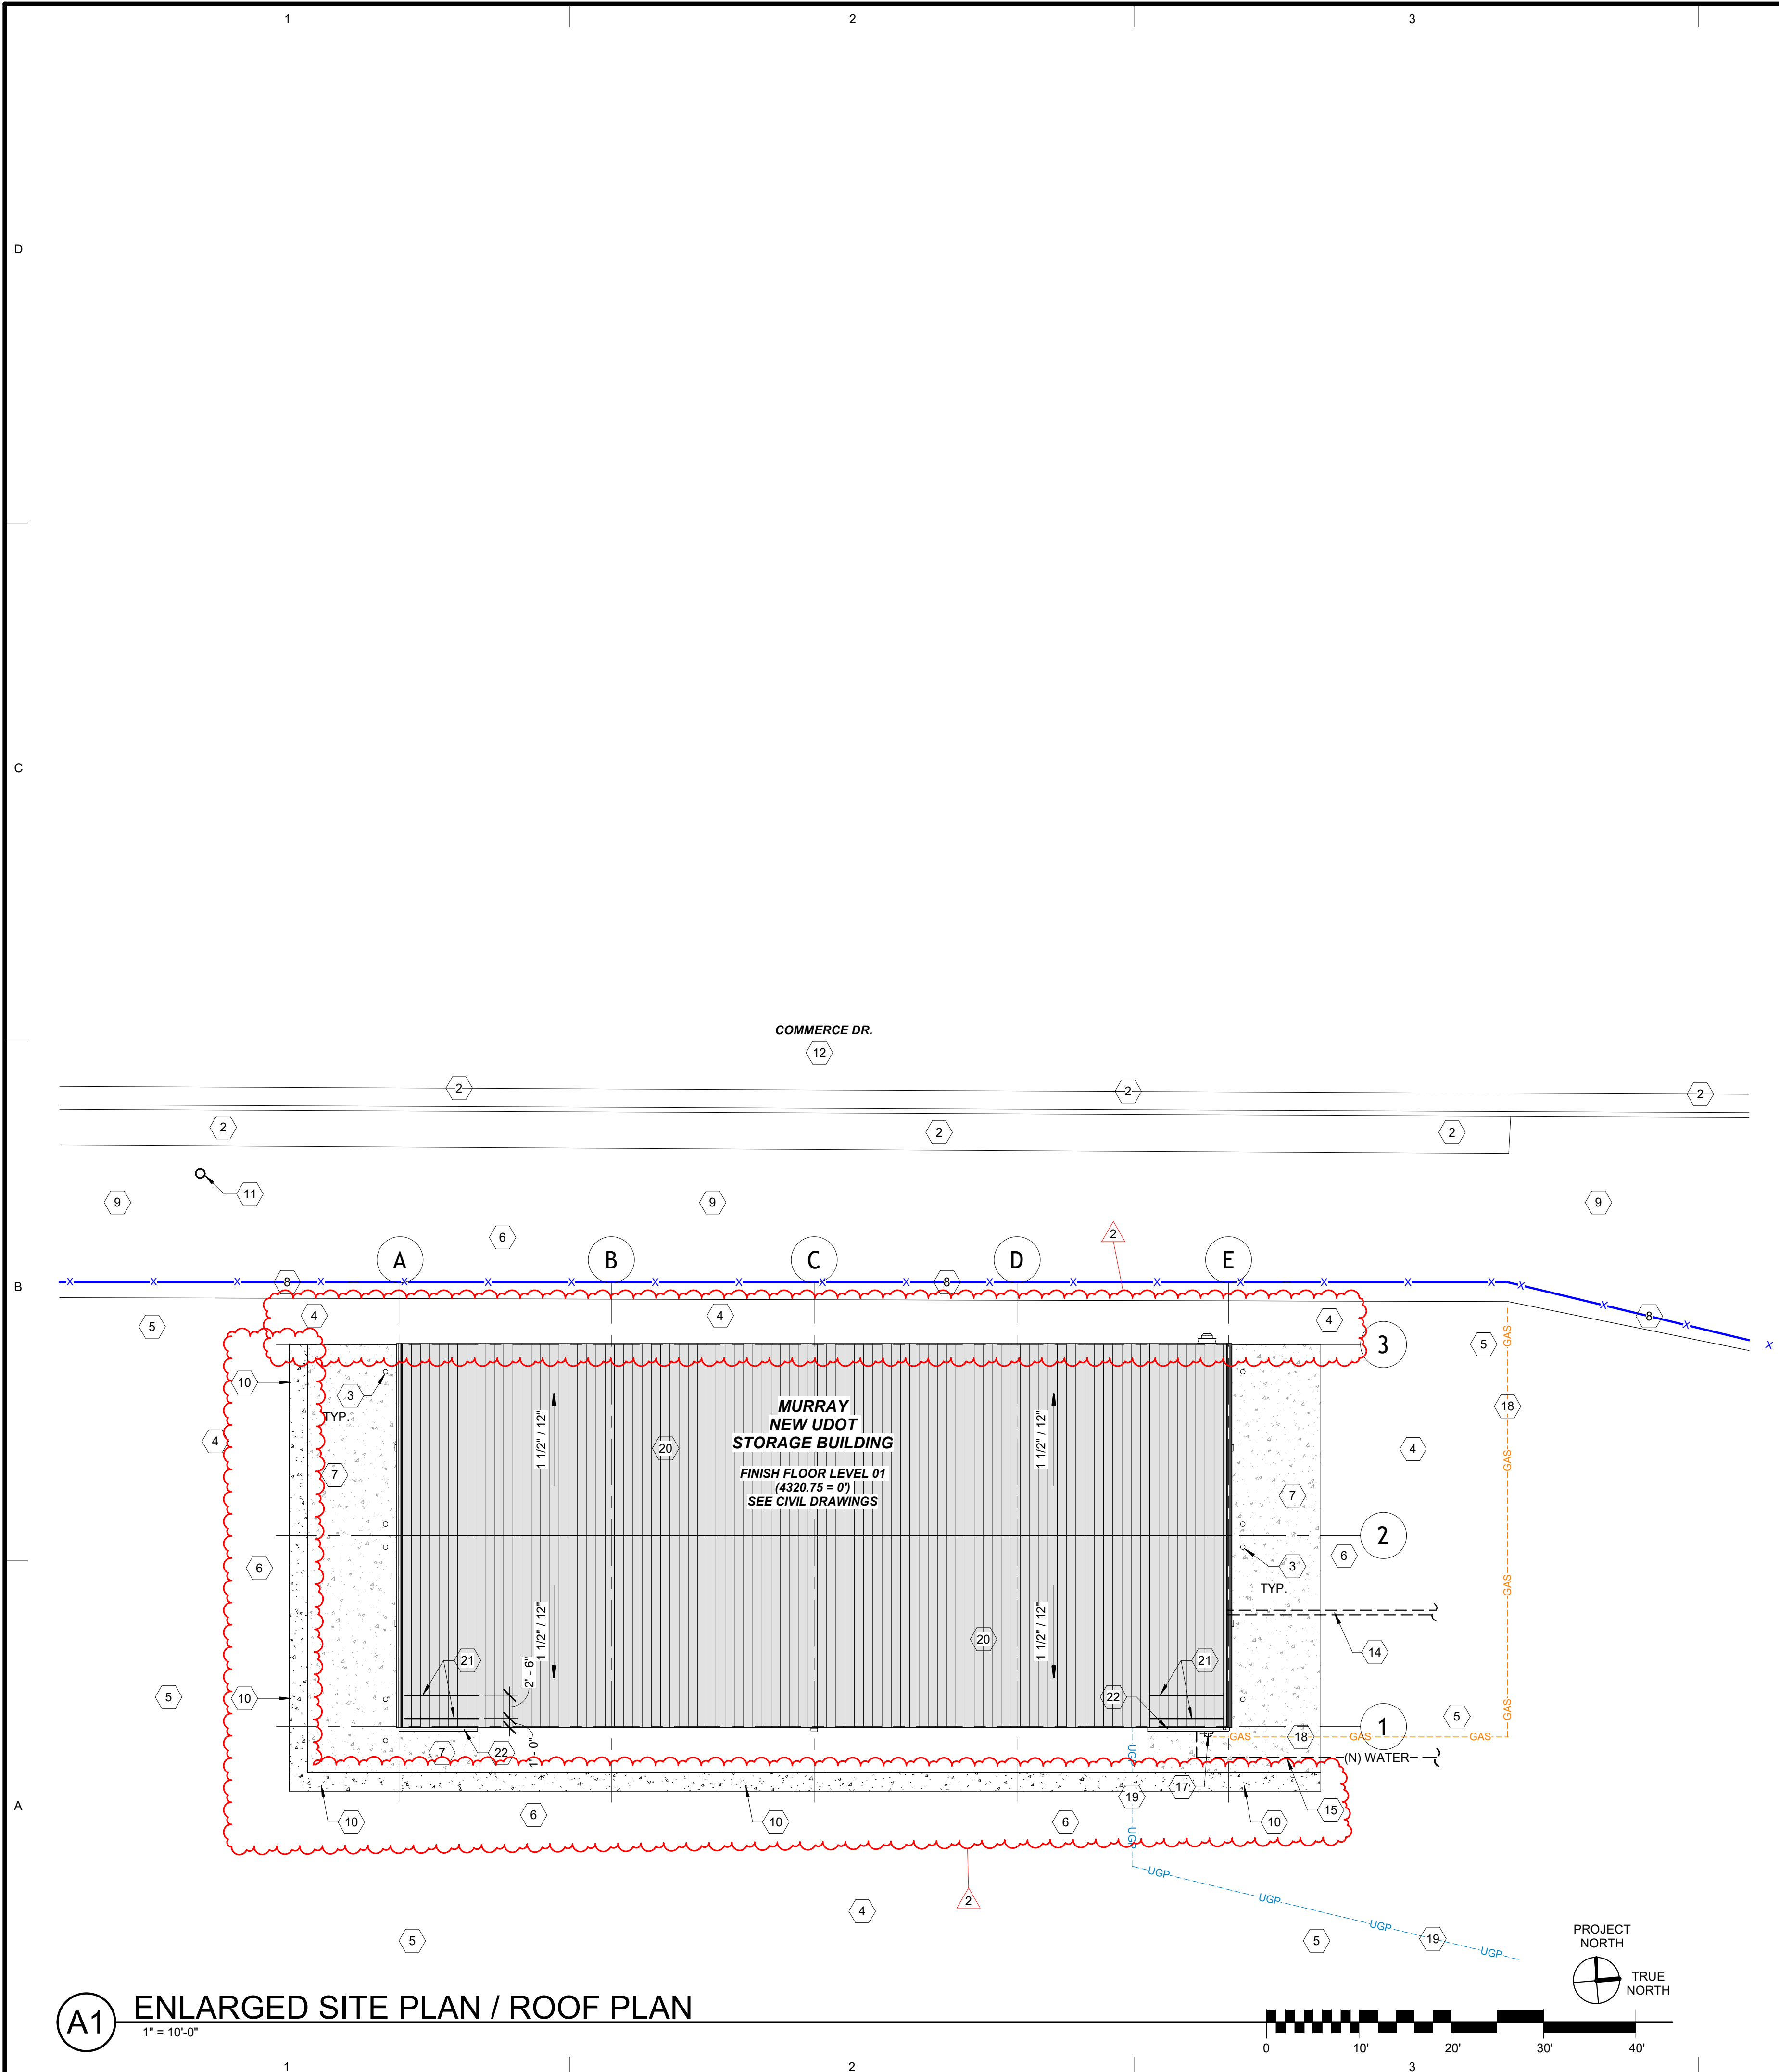 1 2 3
D
C
COMMERCE DR.
12
2 2 2
2 2 2
11
9 9 9
6
2
A B C D E
B
X X X X X X X X X X X X X X X X X X X X X X
8 8 8
4 4 4
5
GAS
3
5
10
3
TYP.
18
4
7
MURRAY
NEW UDOT
STORAGE BUILDING
1 1/2" / 12"
1 1/2" / 12"
20
4
FINISH FLOOR LEVEL 01
(4320.75 = 0')
SEE CIVIL DRAWINGS
GAS
7
2
6
3
6
TYP.
GAS
1 1/2" / 12"
1 1/2" / 12"
20
14
21
21
2' - 6"
5
10
22
GAS
5
1
7
22
1' - 0"
UGP
GAS
18
GAS
GAS
(N) WATER
17
19
A
10
6
10
6
UGP
10
15
UGP
UGP
UGP
UGP
2
4
5
5
19
PROJECT
NORTH
TRUE
NORTH
A1
ENLARGED SITE PLAN / ROOF PLAN
1" = 10'-0"
0 10' 20' 30' 40'
1 2 3